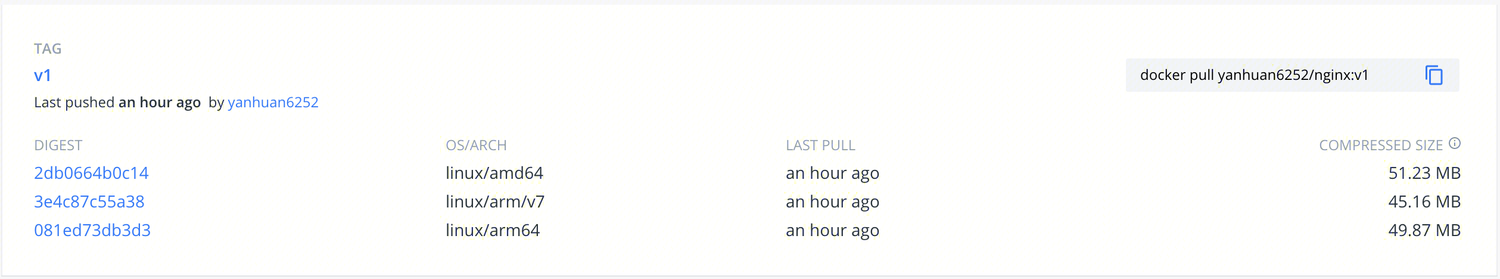 TAG
v1
docker pull yanhuan6252/nginx:v1
Last pushed an hour ago by yanhuan6252
DIGEST OS/ARCH LAST PULL COMPRESSED SIZE
2db0664b0c14 linux/amd64 an hour ago 51.23 MB
3e4c87c55a38 linux/arm/v7 an hour ago 45.16 MB
081ed73db3d3 linux/arm64 an hour ago 49.87 MB